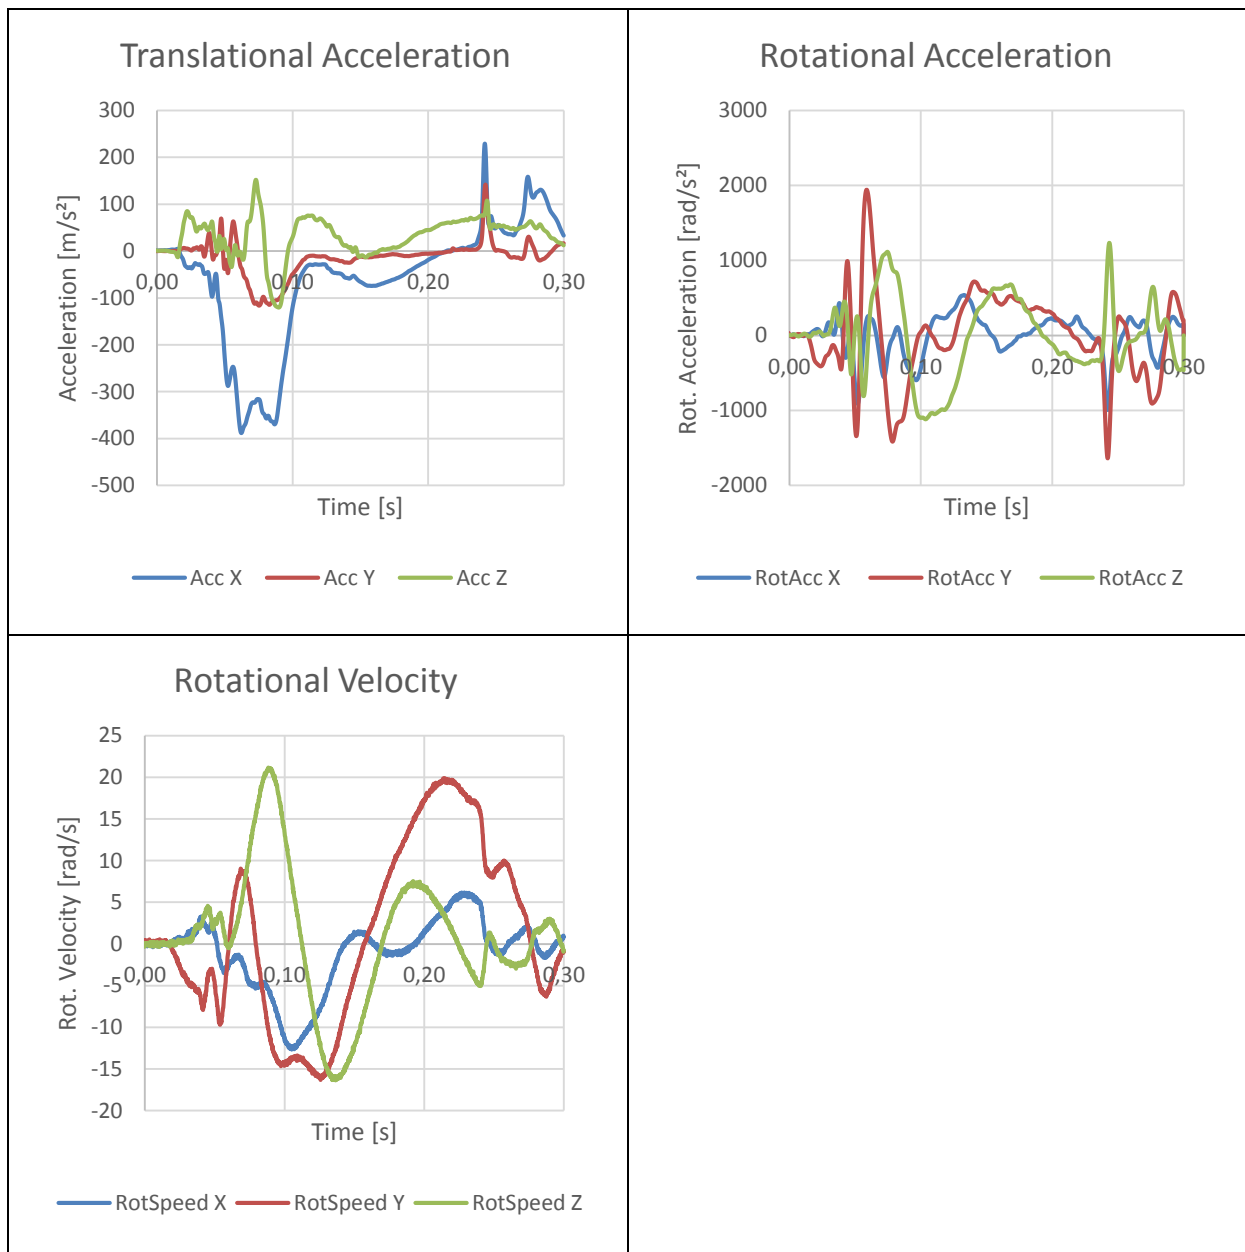 Translational Acceleration
300
200
100
0
-100
-200
-300
-400
-500
0,00
0,10
0,20
0,30
Acceleration [m/s²]
Time [s]
Acc X
Acc Y
Acc Z
Rotational Acceleration
3000
2000
1000
0
-1000
-2000
0,00
0,10
0,20
0,30
Rot. Acceleration [rad/s²]
Time [s]
RotAcc X
RotAcc Y
RotAcc Z
Rotational Velocity
25
20
15
10
5
0
-5
-10
-15
-20
0,00
0,10
0,20
0,30
Rot. Velocity [rad/s]
Time [s]
RotSpeed X
RotSpeed Y
RotSpeed Z